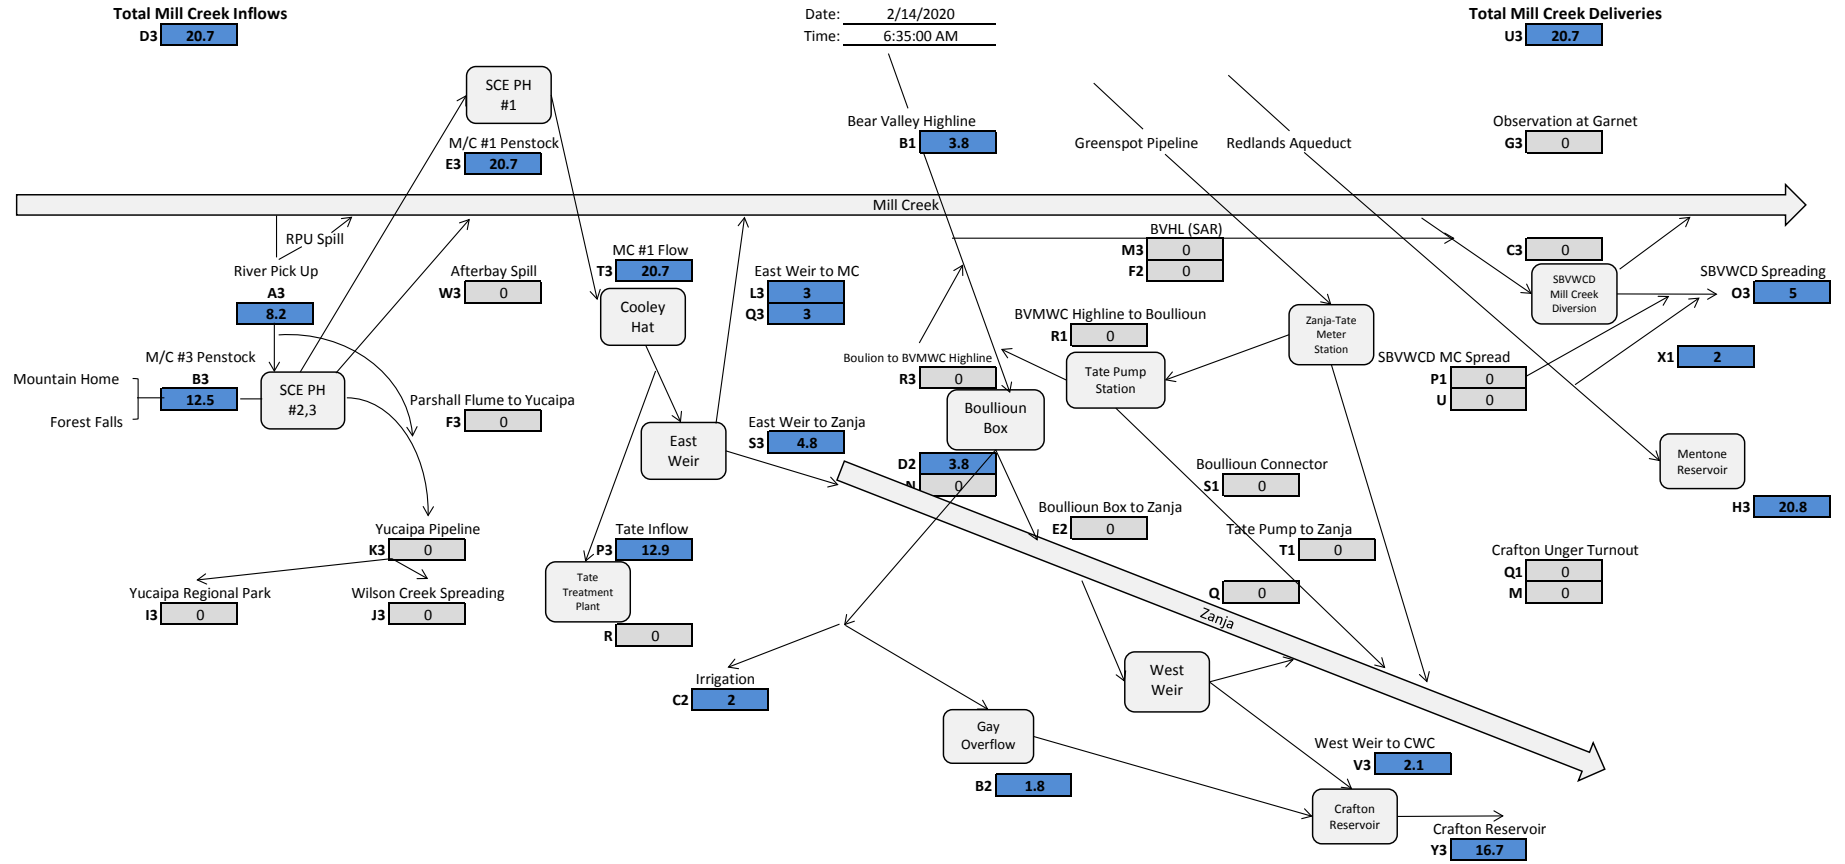 Total Mill Creek Inflows
D3 20.7
Date: 2/14/2020
Time: 6:35:00 AM
Total Mill Creek Deliveries
U3 20.7
SCE PH
#1
M/C #1 Penstock
E3 20.7
Bear Valley Highline
B1 3.8
Greenspot Pipeline
Redlands Aqueduct
Observation at Garnet
G3 0
Mill Creek
RPU Spill
River Pick Up
A3
8.2
Afterbay Spill
W3 0
MC #1 Flow
T3 20.7
Cooley
Hat
East Weir to MC
L3 3
Q3 3
BVHL (SAR)
M3 0
F2 0
C3 0
SBVWCD
Mill Creek
Diversion
SBVWCD Spreading
O3 5
BVMWC Highline to Boullioun
R1 0
Zanja-Tate
Meter
Station
M/C #3 Penstock
B3
12.5
Mountain Home
Forest Falls
SCE PH
#2,3
Boulion to BVMWC Highline
R3 0
Tate Pump
Station
SBVWCD MC Spread
P1 0
U 0
X1 2
Parshall Flume to Yucaipa
F3 0
East
Weir
East Weir to Zanja
S3 4.8
Boullioun
Box
D2 3.8
N 0
Boullioun Connector
S1 0
Mentone
Reservoir
H3 20.8
Boullioun Box to Zanja
E2 0
Tate Pump to Zanja
T1 0
Yucaipa Pipeline
K3 0
Tate Inflow
P3 12.9
Tate
Treatment
Plant
R 0
Crafton Unger Turnout
Q1 0
M 0
Yucaipa Regional Park
I3 0
Wilson Creek Spreading
J3 0
Q 0
Zanja
Irrigation
C2 2
West
Weir
Gay
Overflow
B2 1.8
West Weir to CWC
V3 2.1
Crafton
Reservoir
Crafton Reservoir
Y3 16.7